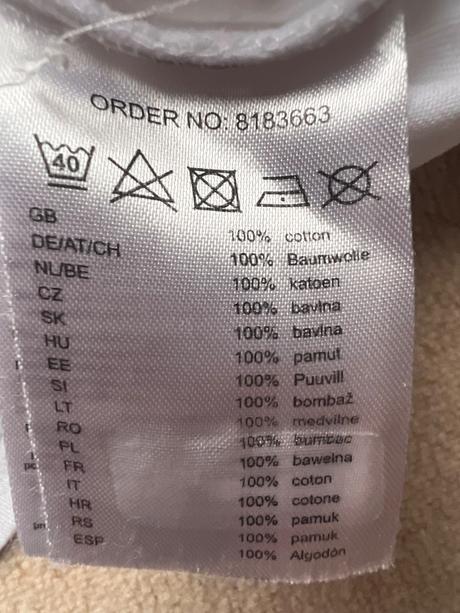 ORDER NO: 8183663
40
GB 100% cotton
DE/AT/CH 100% Baumwolle
NL/BE 100% katoen
CZ 100% bavlna
SK 100% bavlna
HU 100% pamut
EE 100% Puuvill
SI 100% bombaž
LT 100% medvilne
RO 100% bumbac
PL 100% bawelna
FR 100% coton
IT 100% cotone
HR 100% pamuk
RS 100% pamuk
ESP 100% Algodón